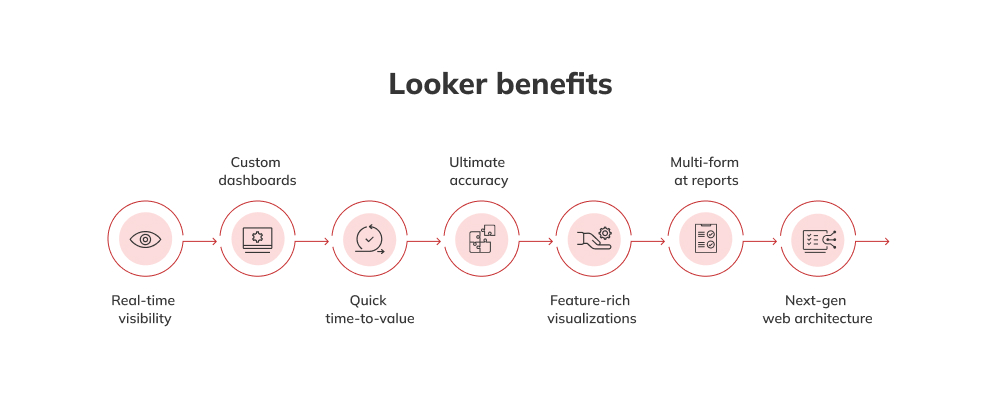 Looker benefits
Real-time
visibility
Custom
dashboards
Quick
time-to-value
Ultimate
accuracy
Feature-rich
visualizations
Multi-form
at reports
Next-gen
web architecture